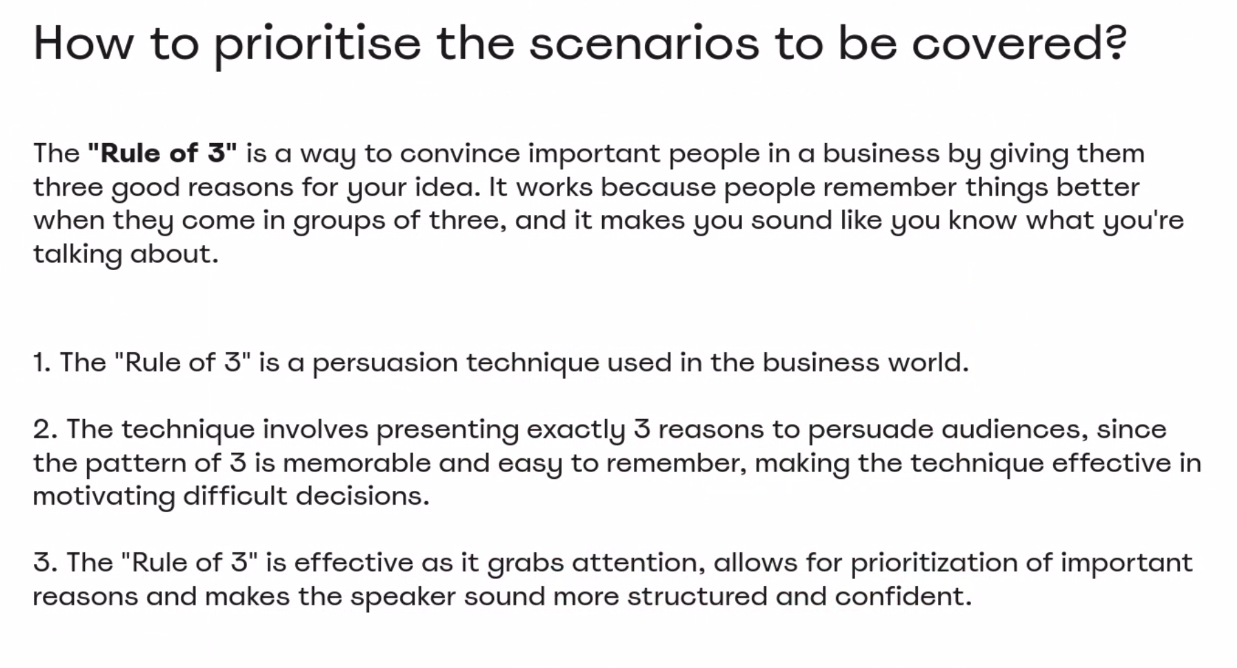 How to prioritise the scenarios to be covered?
The "Rule of 3" is a way to convince important people in a business by giving them
three good reasons for your idea. It works because people remember things better
when they come in groups of three, and it makes you sound like you know what you're
talking about.
1. The "Rule of 3" is a persuasion technique used in the business world.
2. The technique involves presenting exactly 3 reasons to persuade audiences, since
the pattern of 3 is memorable and easy to remember, making the technique effective in
motivating difficult decisions.
3. The "Rule of 3" is effective as it grabs attention, allows for prioritization of important
reasons and makes the speaker sound more structured and confident.